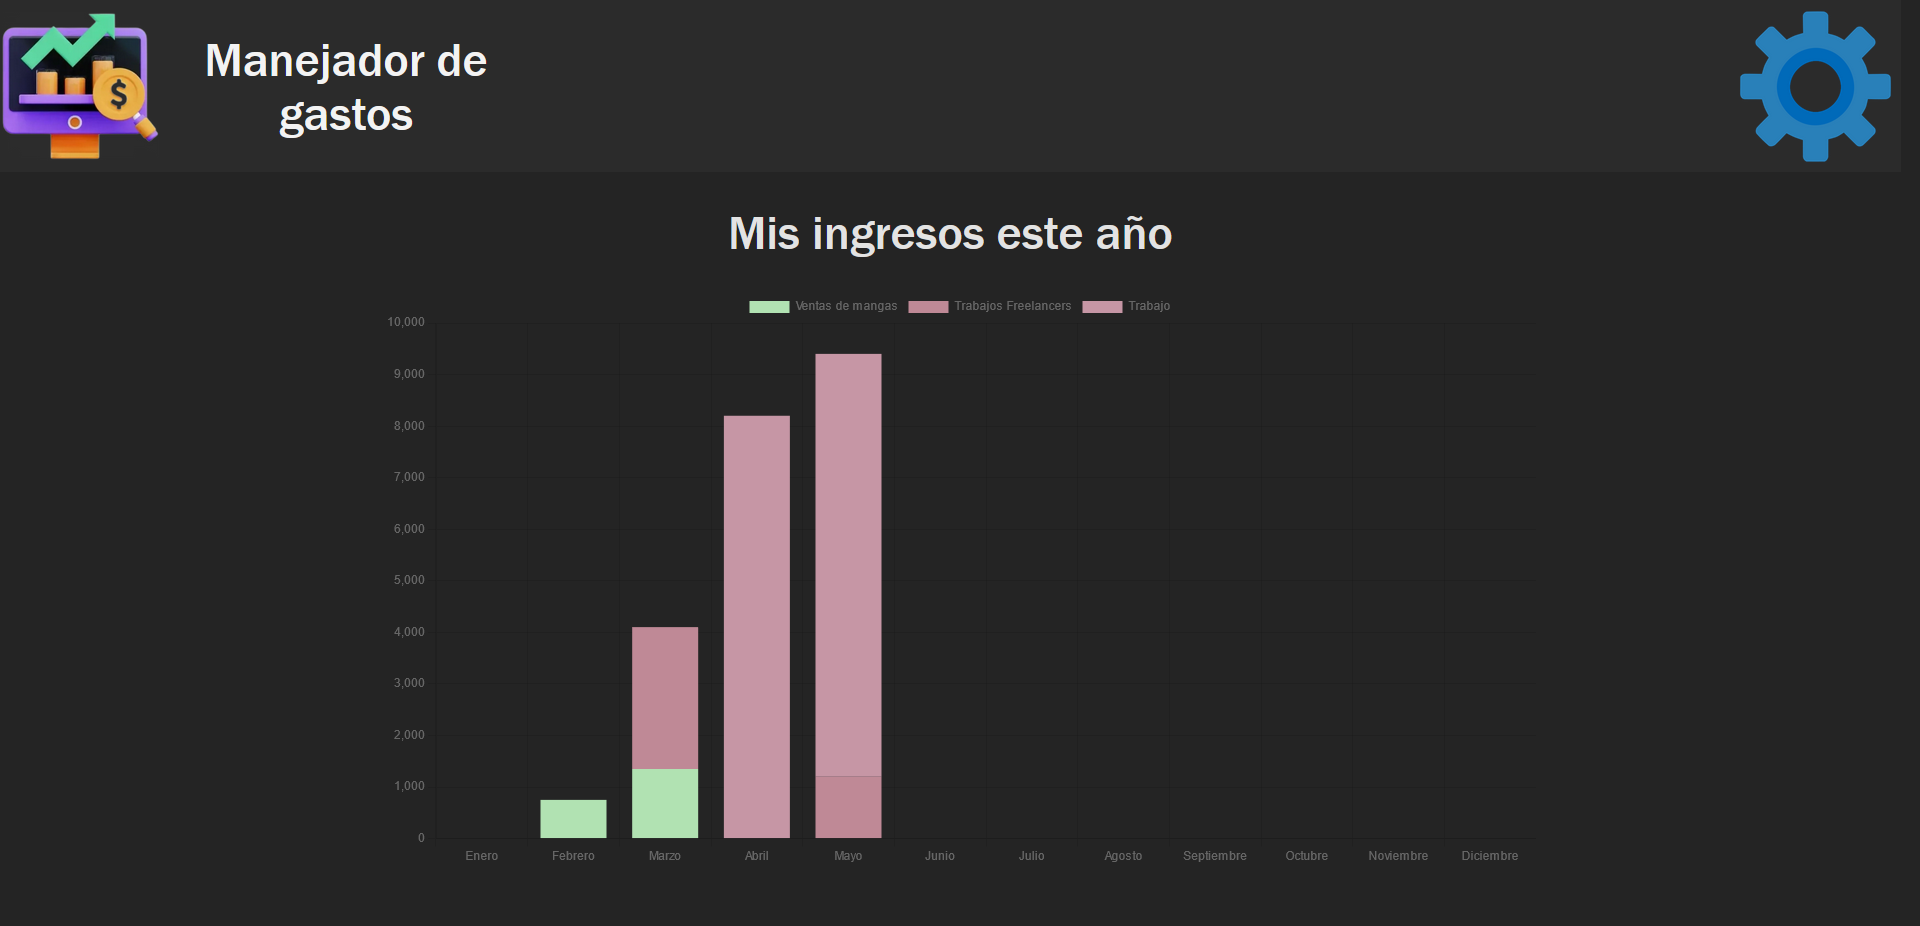 Manejador de
gastos
$
Mis ingresos este año
Ventas de mangas Trabajos Freelancers Trabajo
10,000
9,000
8,000
7,000
6,000
5,000
4,000
3,000
2,000
1,000
0
Enero Febrero Marzo Abril Mayo Junio Julio Agosto Septiembre Octubre Noviembre Diciembre